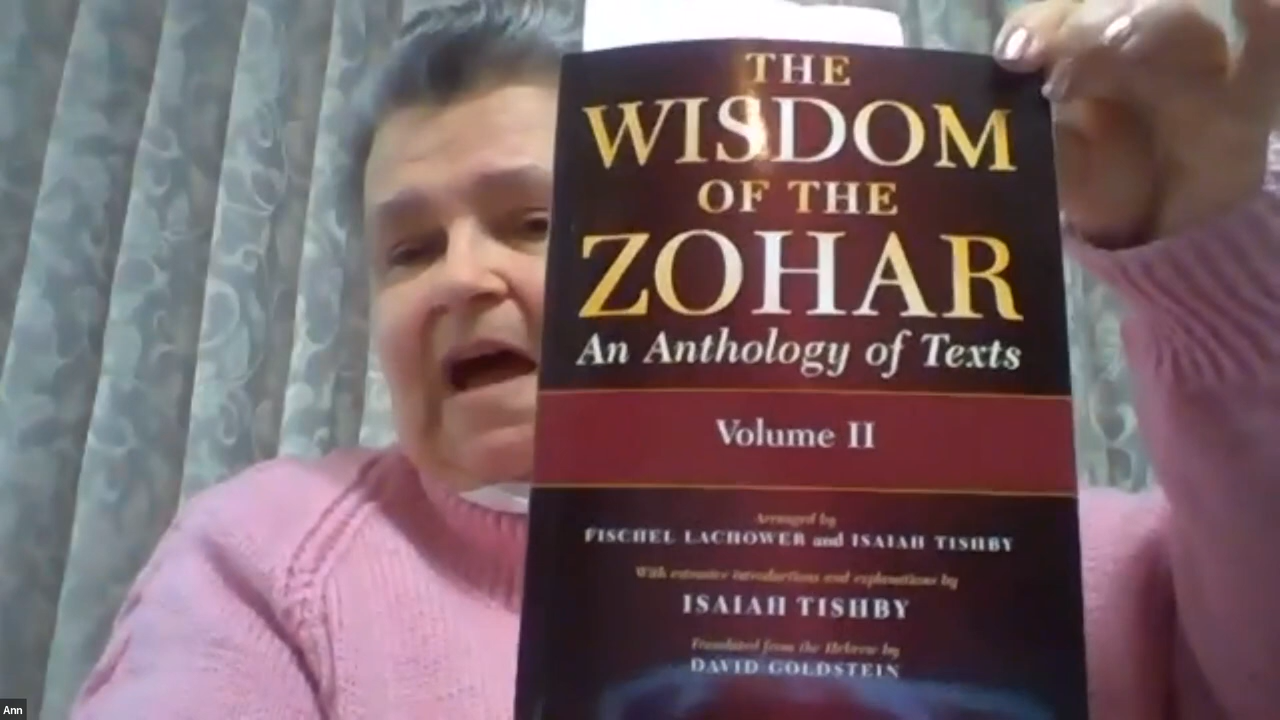 THE
WISDOM
OF THE
ZOHAR
An Anthology of Texts
Volume II
Arranged by
FISCHEL LACHOWER and ISAIAH TISHBY
With extensive introductions and explanations by
ISAIAH TISHBY
Translated from the Hebrew by
DAVID GOLDSTEIN
Ann